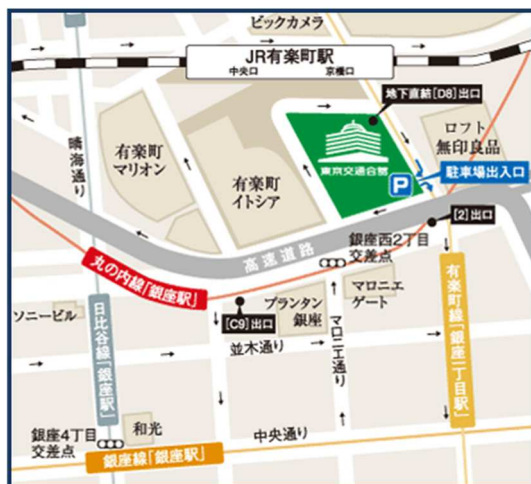 ビックカメラ
JR有楽町駅
中央口
京橋口
地下直結[D8]出口
晴海通り
有楽町
マリオン
有楽町
イトシア
東京交通会館
ロフト
無印良品
P
駐車場出入口
[2]出口
高速道路
銀座西2丁目
交差点
丸の内線「銀座駅」
ソニービル
日比谷線「銀座駅」
[C9]出口
プランタン
銀座
マロニエ
ゲート
有楽町線「銀座一丁目駅」
並木通り
マロニエ通り
銀座4丁目
交差点
和光
中央通り
銀座線「銀座駅」